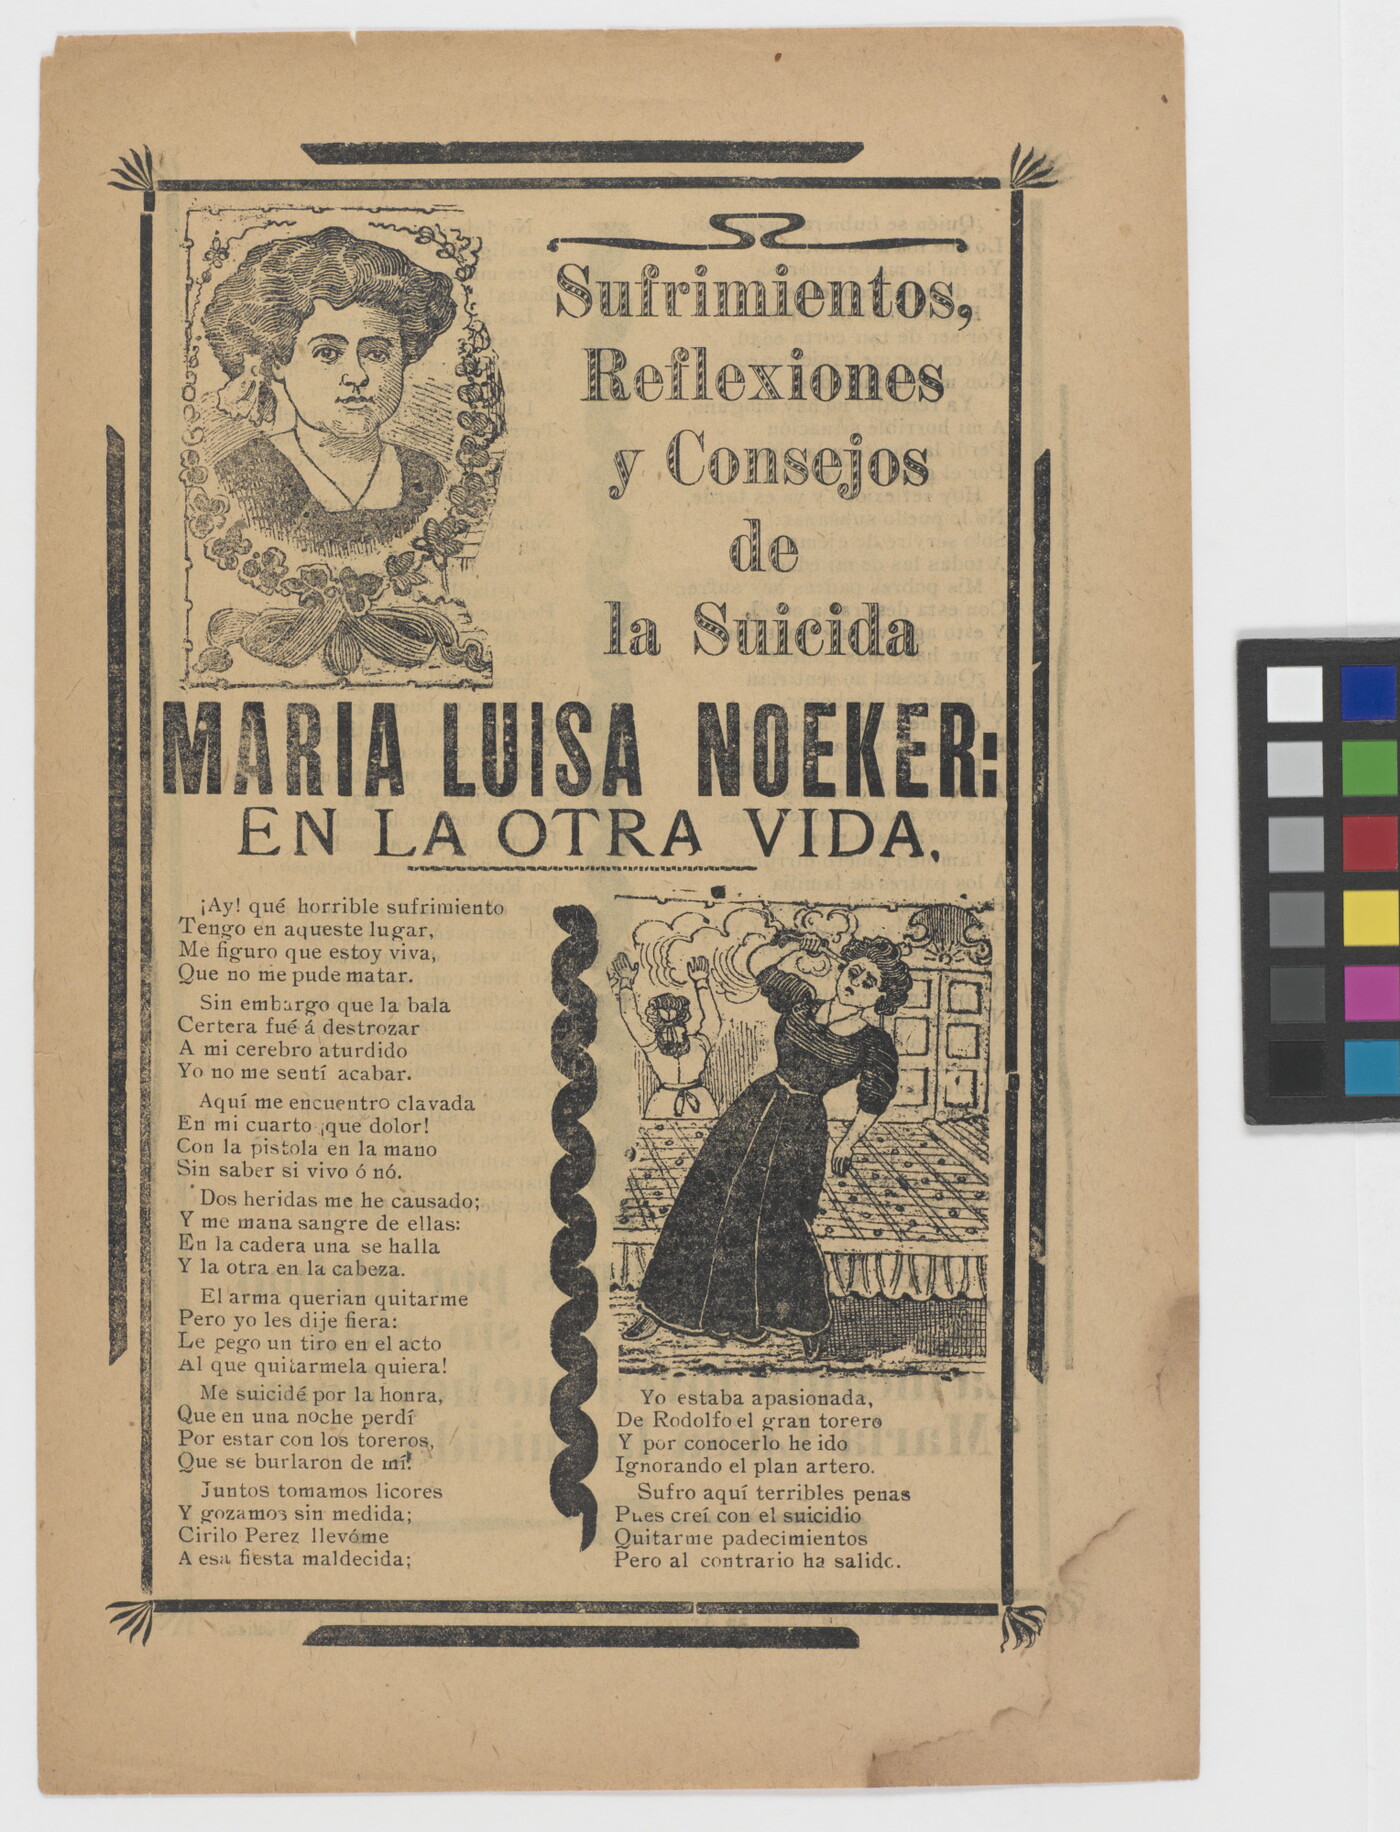 Sufrimientos,
Reflexiones
y Consejos
de
la Suicida
MARIA LUISA NOEKER:
EN LA OTRA VIDA.
¡Ay! qué horrible sufrimiento
Tengo en aqueste lugar,
Me figuro que estoy viva,
Que no me pude matar.
Sin embargo que la bala
Certera fué á destrozar
A mi cerebro aturdido
Yo no me sentí acabar.
Aquí me encuentro clavada
En mi cuarto ¡que dolor!
Con la pistola en la mano
Sin saber si vivo ó nó.
Dos heridas me he causado;
Y me mana sangre de ellas:
En la cadera una se halla
Y la otra en la cabeza.
El arma querian quitarme
Pero yo les dije fiera:
Le pego un tiro en el acto
Al que quitarmela quiera!
Me suicidé por la honra,
Que en una noche perdí
Por estar con los toreros,
Que se burlaron de mí!
Juntos tomamos licores
Y gozamos sin medida;
Cirilo Perez llevóme
A esa fiesta maldecida;
Yo estaba apasionada,
De Rodolfo el gran torero
Y por conocerlo he ido
Ignorando el plan artero.
Sufro aquí terribles penas
Pues creí con el suicidio
Quitarme padecimientos
Pero al contrario ha salido.